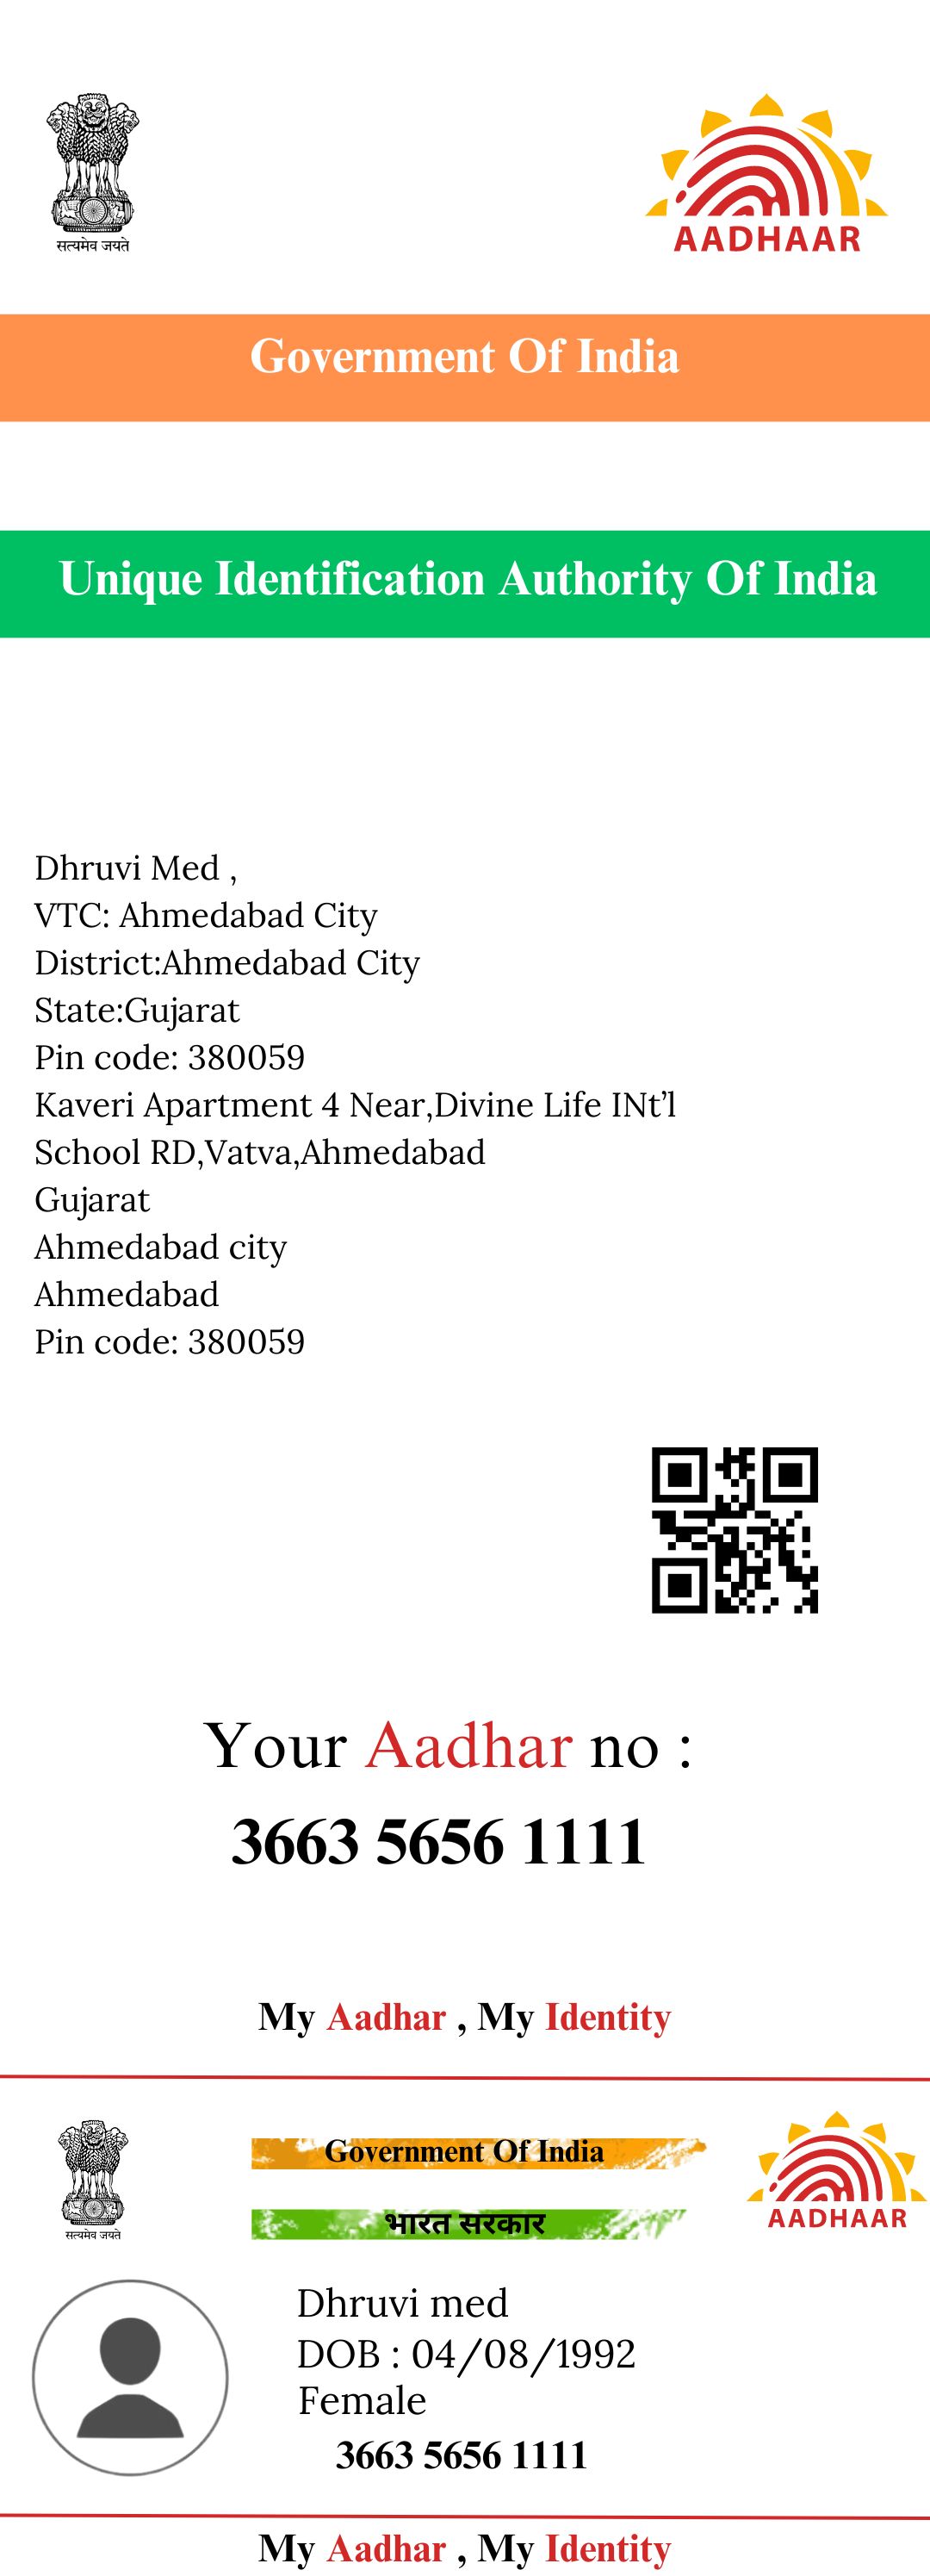 सत्यमेव जयते
AADHAAR
Government Of India
Unique Identification Authority Of India
Dhruvi Med ,
VTC: Ahmedabad City
District:Ahmedabad City
State:Gujarat
Pin code: 380059
Kaveri Apartment 4 Near,Divine Life INt’l
School RD,Vatva,Ahmedabad
Gujarat
Ahmedabad city
Ahmedabad
Pin code: 380059
Your Aadhar no :
3663 5656 1111
My Aadhar , My Identity
Government Of India
सत्यमेव जयते
AADHAAR
भारत सरकार
Dhruvi med
DOB : 04/08/1992
Female
3663 5656 1111
My Aadhar , My Identity